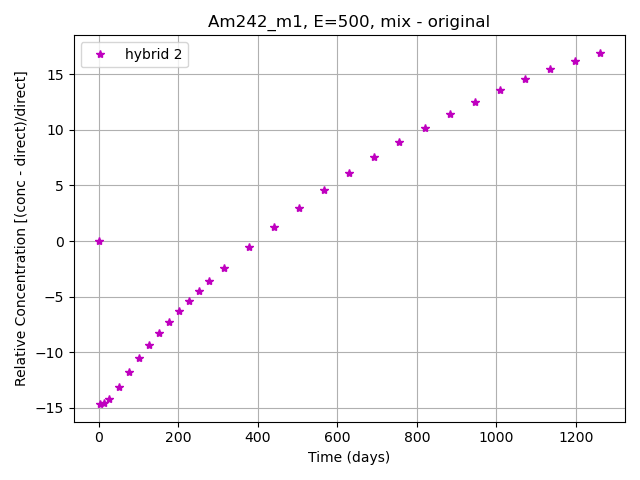 Am242_m1, E=500, mix - original
hybrid 2
Relative Concentration [(conc - direct)/direct]
15
10
5
0
−5
−10
−15
0 200 400 600 800 1000 1200
Time (days)